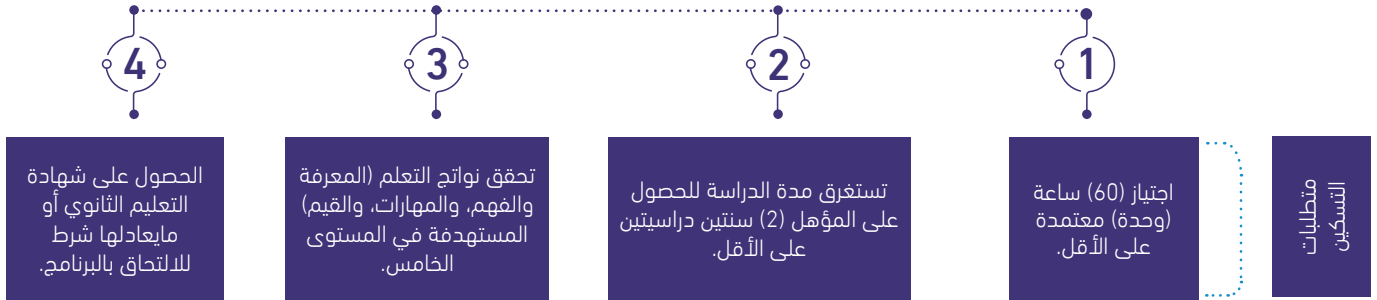 متطلبات
التسكين
1
اجتياز (60) ساعة
(وحدة) معتمدة
على الأقل.
2
تستغرق مدة الدراسة للحصول
على المؤهل (2) سنتين دراسيتين
على الأقل.
3
تحقق نواتج التعلم (المعرفة
والفهم، والمهارات، والقيم)
المستهدفة في المستوى
الخامس.
4
الحصول على شهادة
التعليم الثانوي أو
مايعادلها شرط
للالتحاق بالبرنامج.